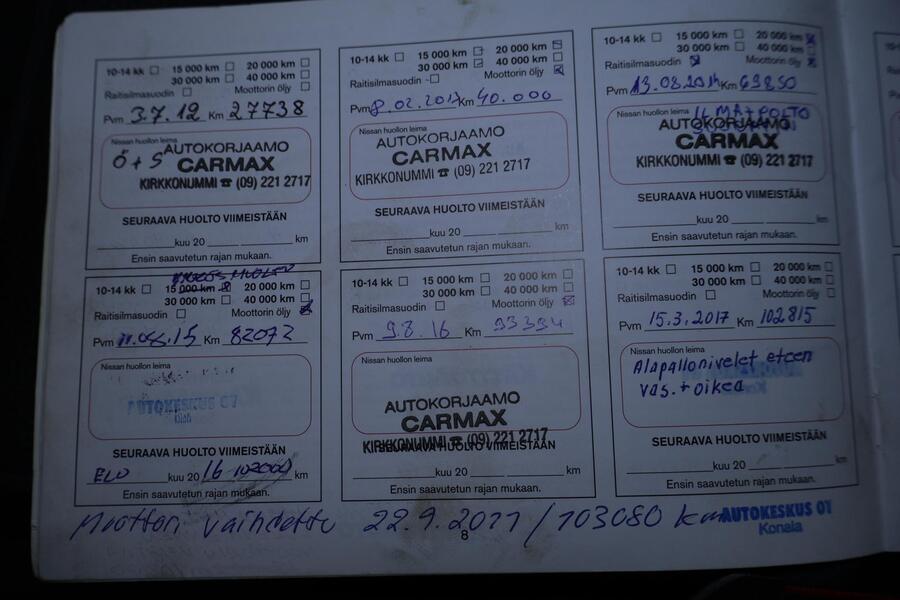 10-14 kk 15 000 km 20 000 km
30 000 km 40 000 km
Raitisilmasuodin Moottorin öljy
Pvm 3.7.12 Km 27738
Nissan huollon leima
Ö+S
AUTOKORJAAMO
CARMAX
KIRKKONUMMI ☎ (09) 221 2717
SEURAAVA HUOLTO VIIMEISTÄÄN
kuu 20 km
Ensin saavutetun rajan mukaan.
10-14 kk 15 000 km 20 000 km
30 000 km 40 000 km
Raitisilmasuodin Moottorin öljy
Pvm 8.02.2013 Km 40.000
Nissan huollon leima
AUTOKORJAAMO
CARMAX
KIRKKONUMMI ☎ (09) 221 2717
SEURAAVA HUOLTO VIIMEISTÄÄN
kuu 20 km
Ensin saavutetun rajan mukaan.
10-14 kk 15 000 km 20 000 km
30 000 km 40 000 km
Raitisilmasuodin Moottorin öljy
Pvm 13.08.2014 Km 63850
Nissan huollon leima
AUTOKORJAAMO
CARMAX
KIRKKONUMMI ☎ (09) 221 2717
SEURAAVA HUOLTO VIIMEISTÄÄN
kuu 20 km
Ensin saavutetun rajan mukaan.
10-14 kk 15 000 km 20 000 km
30 000 km 40 000 km
Raitisilmasuodin Moottorin öljy
Pvm 11.08.15 Km 82072
Nissan huollon leima
AUTOKESKUS OY
SEURAAVA HUOLTO VIIMEISTÄÄN
ELO kuu 20 16 km
Ensin saavutetun rajan mukaan.
10-14 kk 15 000 km 20 000 km
30 000 km 40 000 km
Raitisilmasuodin Moottorin öljy
Pvm 9.8.16 Km 93394
Nissan huollon leima
AUTOKORJAAMO
CARMAX
KIRKKONUMMI ☎ (09) 221 2717
SEURAAVA HUOLTO VIIMEISTÄÄN
kuu 20 km
Ensin saavutetun rajan mukaan.
10-14 kk 15 000 km 20 000 km
30 000 km 40 000 km
Raitisilmasuodin Moottorin öljy
Pvm 15.3.2017 Km 102815
Nissan huollon leima
Alapallonivelet eteen
vas. + oikea
SEURAAVA HUOLTO VIIMEISTÄÄN
kuu 20 km
Ensin saavutetun rajan mukaan.
Moottori vaihdettu 22.9.2011 / 103080 km
AUTOKESKUS OY
Konala
8